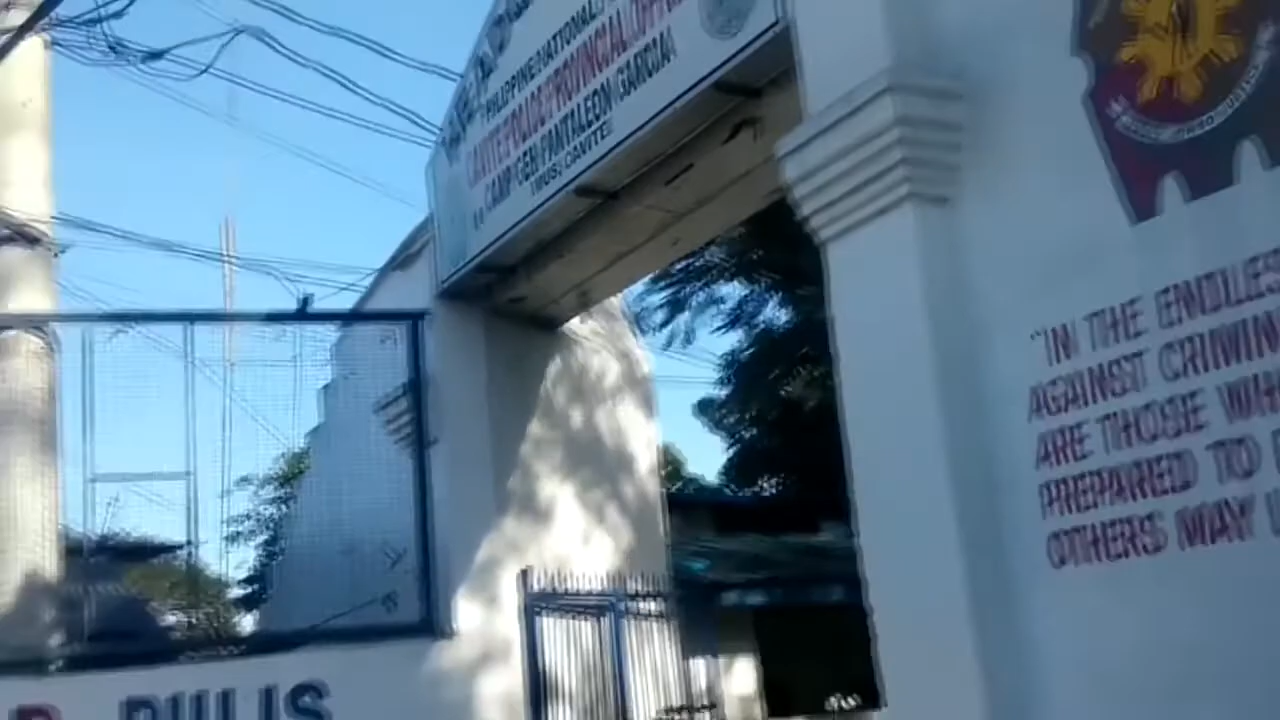 PHILIPPINE NATIONAL
CAVITE POLICE PROVINCIAL OFFICE
CAMP GEN PANTALEON GARCIA
IMUS, CAVITE
"IN THE ENDLES
AGAINST CRIMIN
ARE THOSE WH
PREPARED TO
OTHERS MAY
PULIS